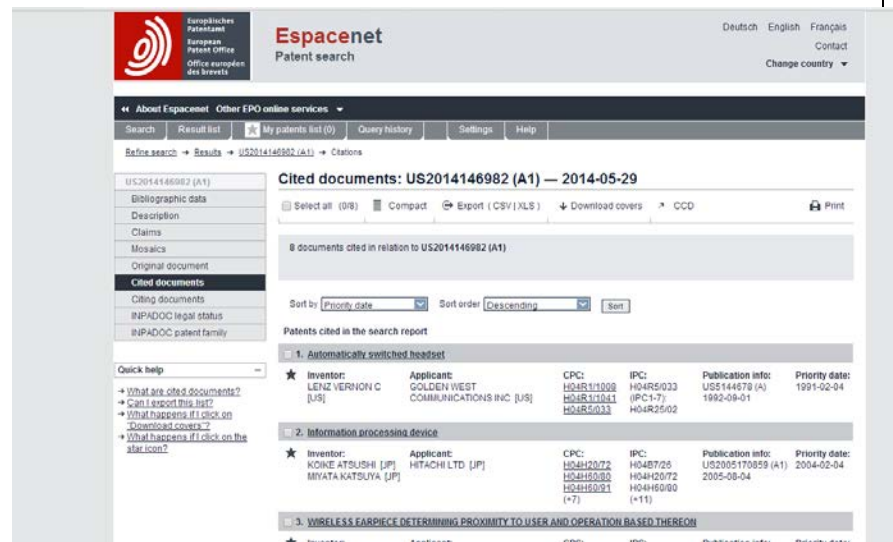 Europäisches
Patentamt
European
Patent Office
Office européen
des brevets
Espacenet
Patent search
Deutsch English Français
Contact
Change country
About Espacenet Other EPO online services
Search Result list My patents list (0) Query history Settings Help
Refine search → Results → US2014146982 (A1) → Citations
US2014146982 (A1)
Bibliographic data
Description
Claims
Mosaics
Original document
Cited documents
Citing documents
INPADOC legal status
INPADOC patent family
Quick help
→ What are cited documents?
→ Can I export this list?
→ What happens if I click on
"Download covers"?
→ What happens if I click on the
star icon?
Cited documents: US2014146982 (A1) — 2014-05-29
Select all (0/8) Compact Export ( CSV | XLS ) Download covers CCD Print
8 documents cited in relation to US2014146982 (A1)
Sort by Priority date Sort order Descending Sort
Patents cited in the search report
1. Automatically switched headset
Inventor: Applicant: CPC: IPC: Publication info: Priority date:
LENZ VERNON C GOLDEN WEST H04R1/1008 H04R5/033 US5144678 (A) 1991-02-04
[US] COMMUNICATIONS INC [US] H04R1/1041 (IPC1-7): 1992-09-01
H04R5/033 H04R25/02
2. Information processing device
Inventor: Applicant: CPC: IPC: Publication info: Priority date:
KOIKE ATSUSHI [JP] HITACHI LTD [JP] H04H20/72 H04B7/26 US2005170859 (A1) 2004-02-04
MIYATA KATSUYA [JP] H04H60/80 H04H20/72 2005-08-04
H04H60/91 H04H60/80
(+7) (+11)
3. WIRELESS EARPIECE DETERMINING PROXIMITY TO USER AND OPERATION BASED THEREON
Inventor: Applicant: CPC: IPC: Publication info: Priority date: